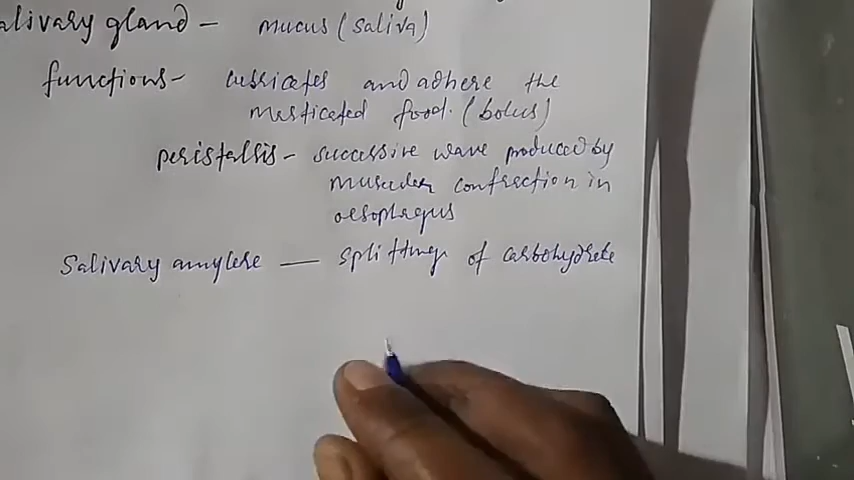 alivary gland - mucus (saliva)
functions- lubricates and adhere the
masticated food. (bolus)
peristalsis - successive wave produced by
muscular contraction in
oesophagus
Salivary amylase — splitting of carbohydrate